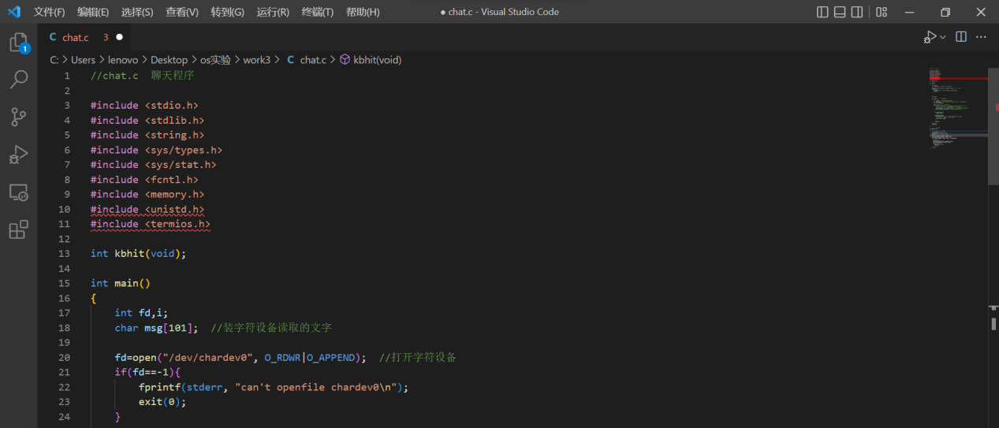 文件(F) 编辑(E) 选择(S) 查看(V) 转到(G) 运行(R) 终端(T) 帮助(H) ● chat.c - Visual Studio Code
C chat.c 3 ●
1
C: > Users > lenovo > Desktop > os实验 > work3 > C chat.c > kbhit(void)
1 //chat.c  聊天程序
2
3 #include <stdio.h>
4 #include <stdlib.h>
5 #include <string.h>
6 #include <sys/types.h>
7 #include <sys/stat.h>
8 #include <fcntl.h>
9 #include <memory.h>
10 #include <unistd.h>
11 #include <termios.h>
12
13 int kbhit(void);
14
15 int main()
16 {
17     int fd,i;
18     char msg[101];  //装字符设备读取的文字
19
20     fd=open("/dev/chardev0", O_RDWR|O_APPEND);  //打开字符设备
21     if(fd==-1){
22         fprintf(stderr, "can't openfile chardev0\n");
23         exit(0);
24     }